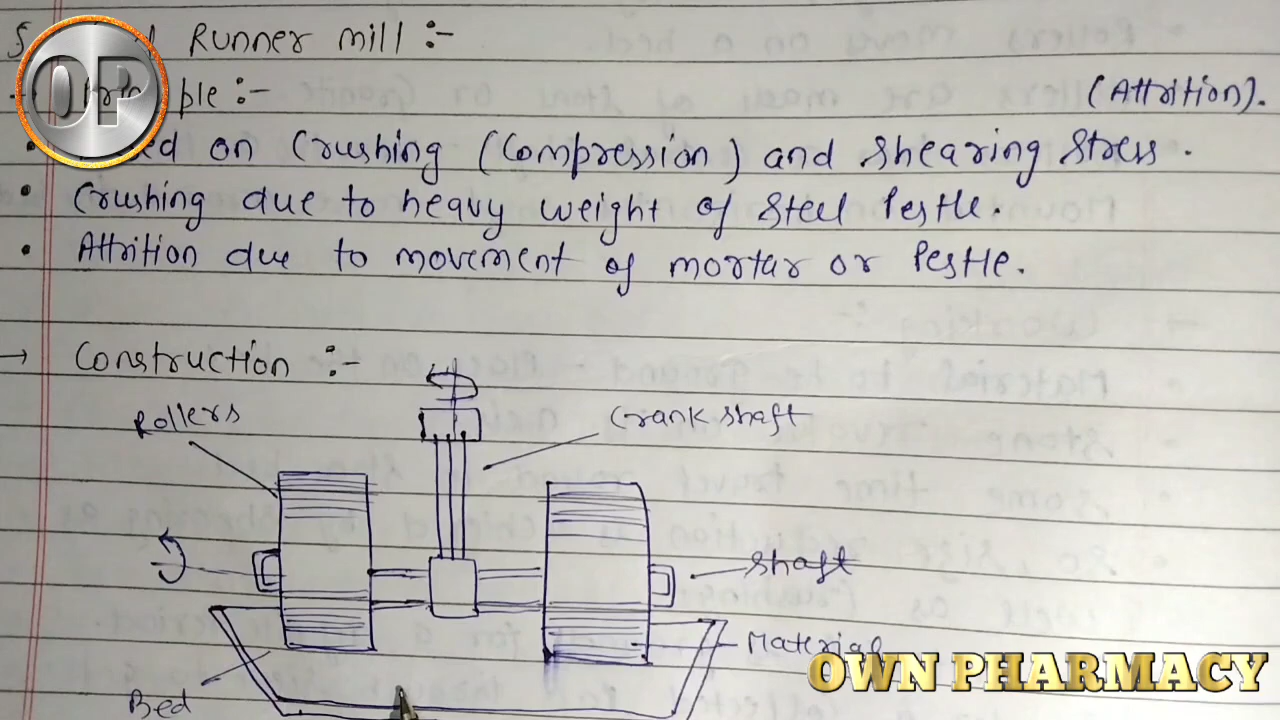 Runner mill :-
OP
ple :-
(Attrition).
on Crushing (Compression) and Shearing Stress.
• Crushing due to heavy weight of Steel Pestle.
• Attrition due to movement of mortar or Pestle.
→ Construction :-
Rollers
Crank shaft
Shaft
Material
Bed
OWN PHARMACY